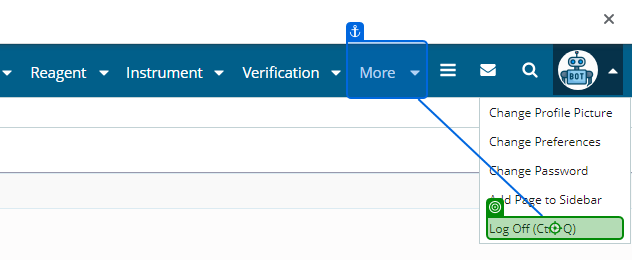 Reagent Instrument Verification More BOT
Change Profile Picture
Change Preferences
Change Password
Add Page to Sidebar
Log Off (Ctrl+Q)